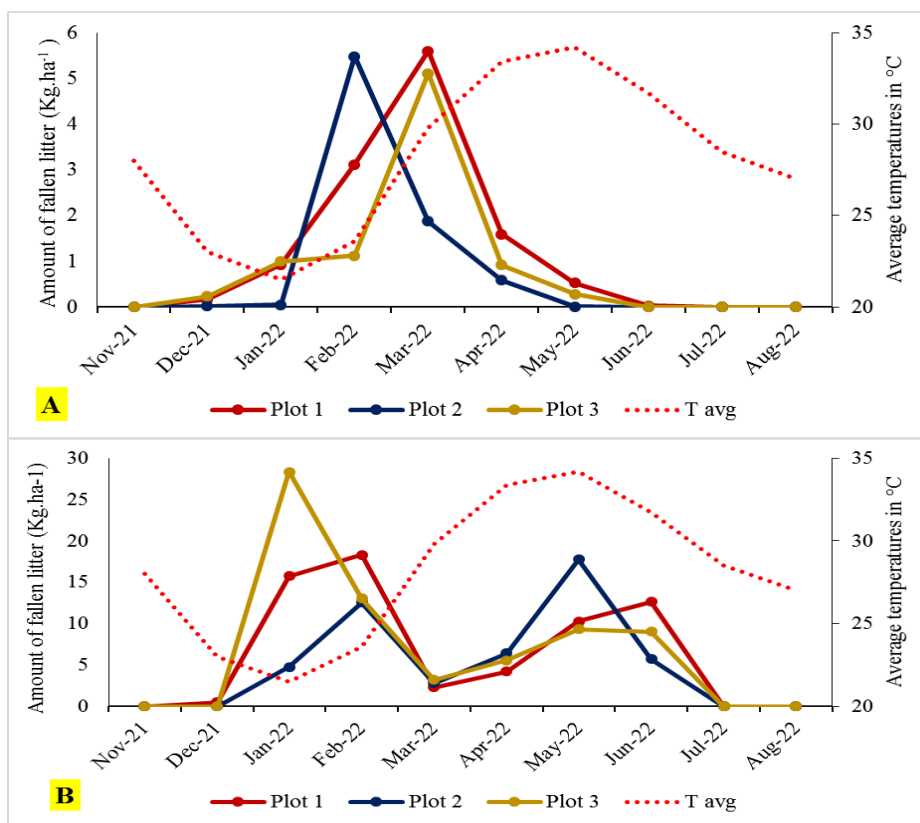 Amount of fallen litter (Kg.ha⁻¹)
6
5
4
3
2
1
0
35
30
25
20
Average temperatures in °C
Nov-21
Dec-21
Jan-22
Feb-22
Mar-22
Apr-22
May-22
Jun-22
Jul-22
Aug-22
A
Plot 1
Plot 2
Plot 3
T avg
Amount of fallen litter (Kg.ha-1)
30
25
20
15
10
5
0
35
30
25
20
Average temperatures in °C
Nov-21
Dec-21
Jan-22
Feb-22
Mar-22
Apr-22
May-22
Jun-22
Jul-22
Aug-22
B
Plot 1
Plot 2
Plot 3
T avg